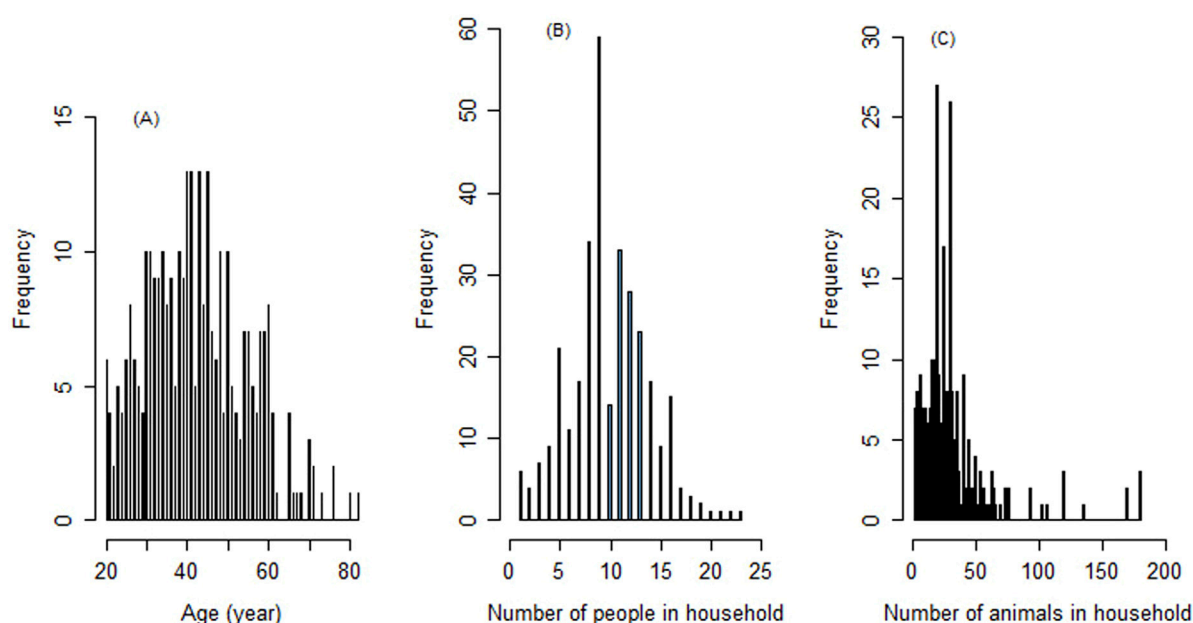 (A)
15
10
5
0
Frequency
20 40 60 80
Age (year)
(B)
60
50
40
30
20
10
0
Frequency
0 5 10 15 20 25
Number of people in household
(C)
30
25
20
15
10
5
0
Frequency
0 50 100 150 200
Number of animals in household